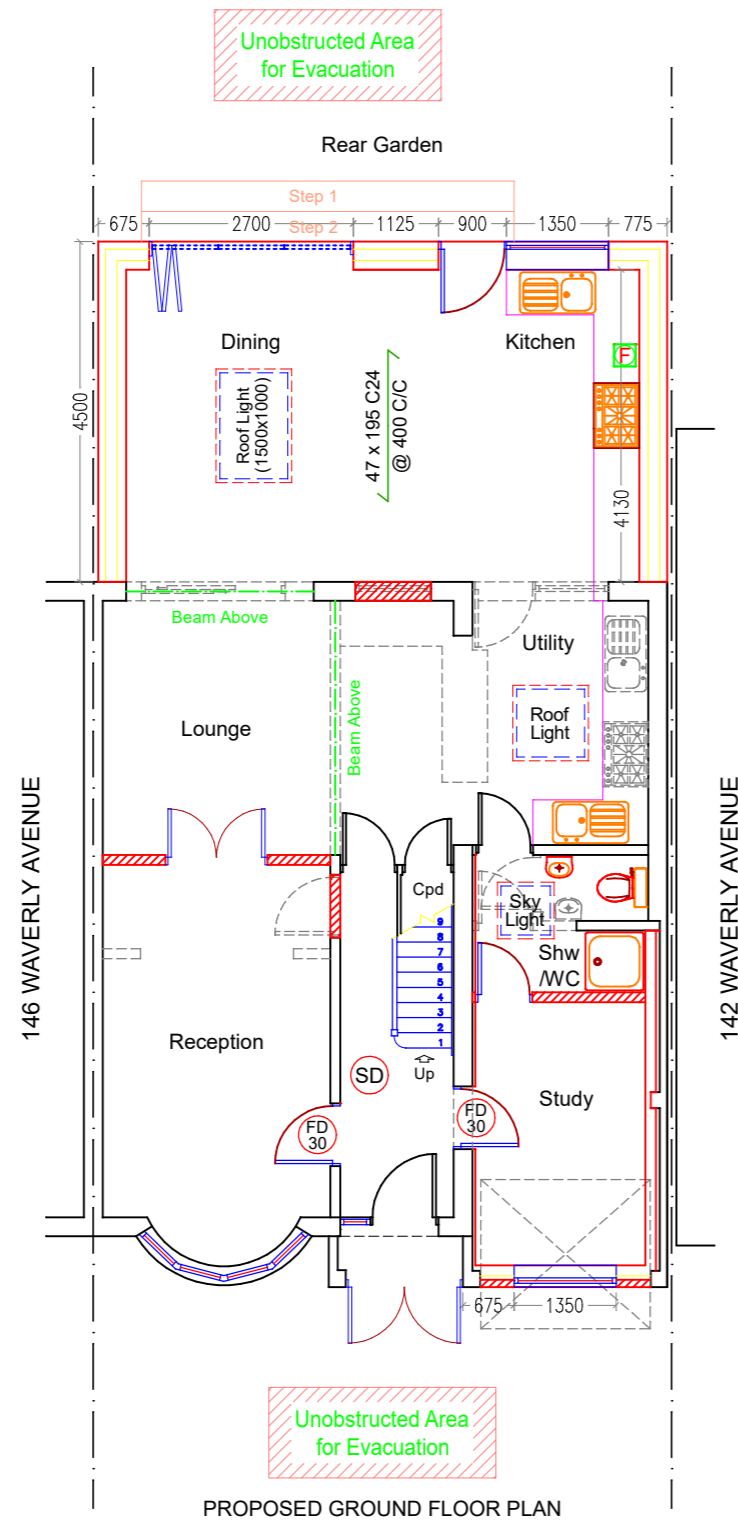 Unobstructed Area
for Evacuation
Rear Garden
Step 1
Step 2
675 2700 1125 900 1350 775
4500
Dining
Kitchen
Roof Light
(1500x1000)
47 x 195 C24
@ 400 C/C
F
4130
Beam Above
Utility
Roof
Light
Lounge
Beam Above
146 WAVERLY AVENUE
142 WAVERLY AVENUE
Cpd
Sky
Light
Shw
/WC
9
8
7
6
5
4
3
2
1
Up
Reception
SD
Study
FD
30
FD
30
675 1350
Unobstructed Area
for Evacuation
PROPOSED GROUND FLOOR PLAN